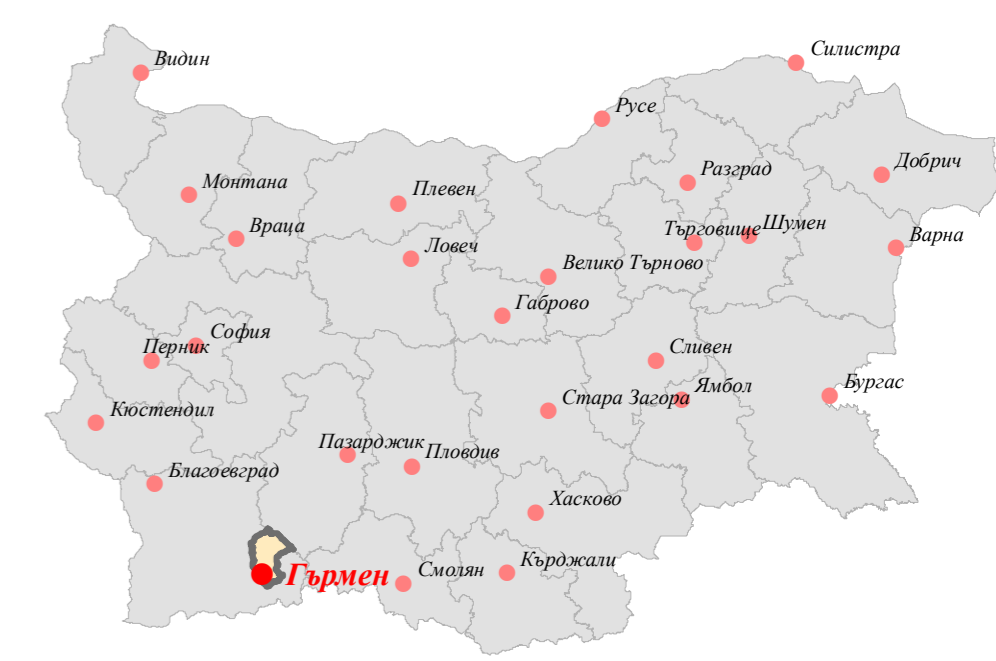 Силистра
Видин
Русе
Добрич
Разград
Монтана
Плевен
Шумен
Търговище
Враца
Варна
Ловеч
Велико Търново
Габрово
София
Перник
Сливен
Бургас
Ямбол
Стара Загора
Кюстендил
Пазарджик
Пловдив
Благоевград
Хасково
Кърджали
Смолян
Гърмен